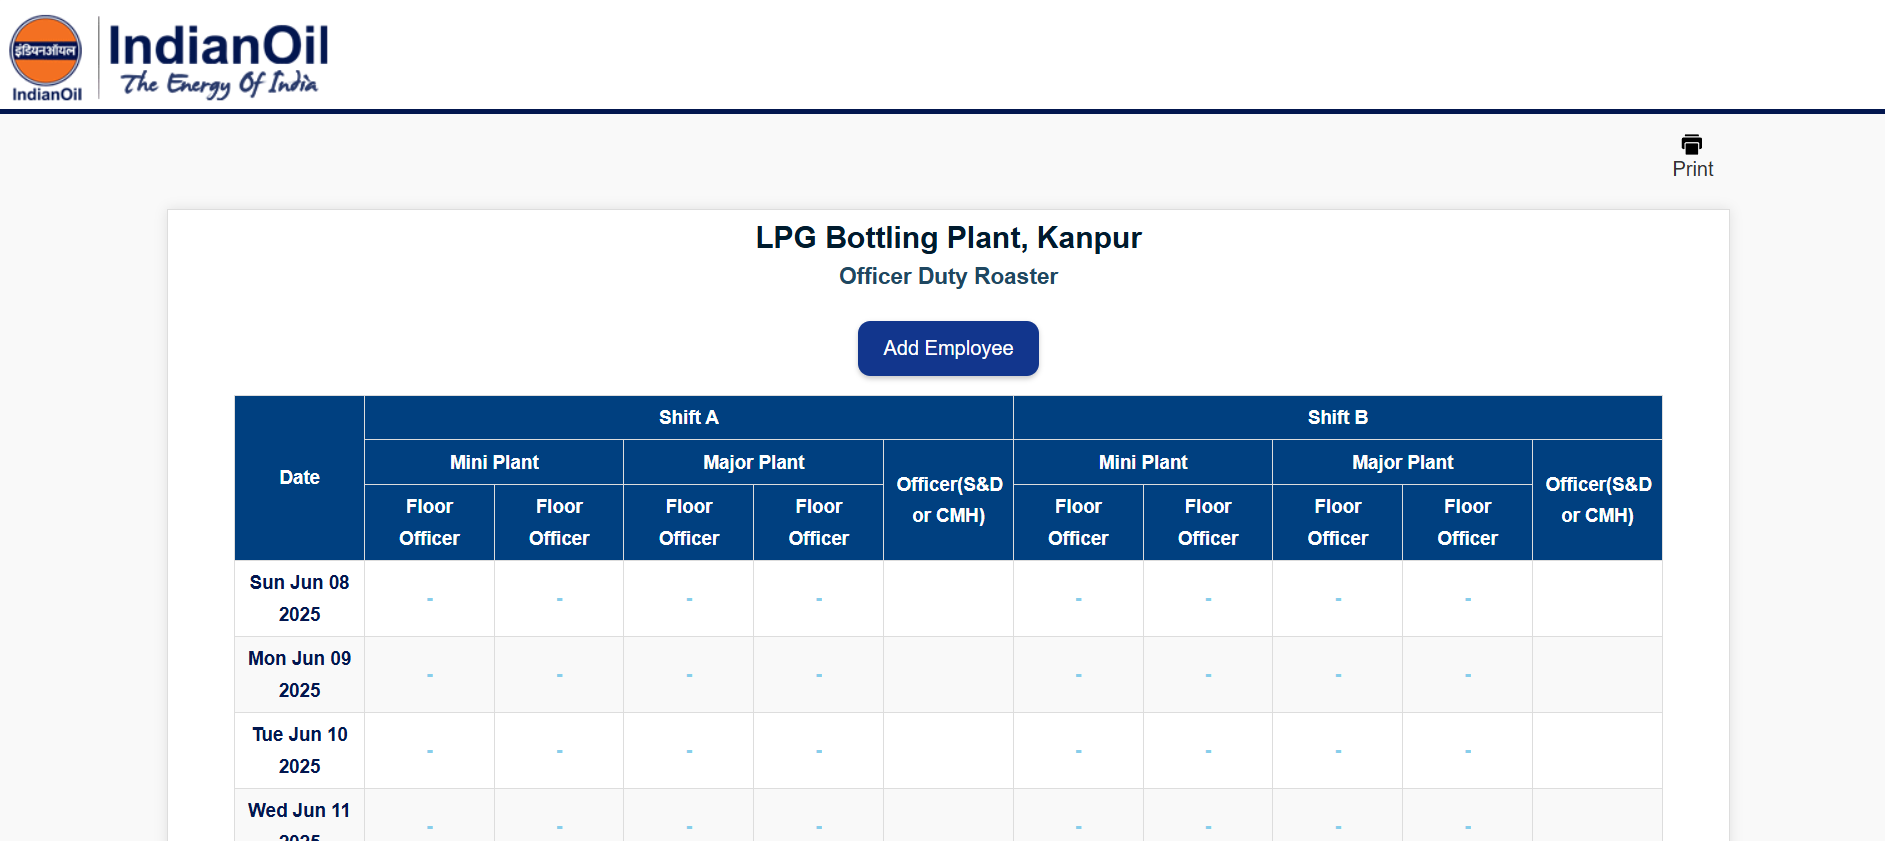 इंडियनऑयल
IndianOil
IndianOil
The Energy Of India
Print
LPG Bottling Plant, Kanpur
Officer Duty Roaster
Add Employee
Date
Shift A
Shift B
Mini Plant
Major Plant
Officer(S&D
or CMH)
Mini Plant
Major Plant
Officer(S&D
or CMH)
Floor
Officer
Floor
Officer
Floor
Officer
Floor
Officer
Floor
Officer
Floor
Officer
Floor
Officer
Floor
Officer
Sun Jun 08
2025
- - - - - - - -
Mon Jun 09
2025
- - - - - - - -
Tue Jun 10
2025
- - - - - - - -
Wed Jun 11
2025
- - - - - - - -